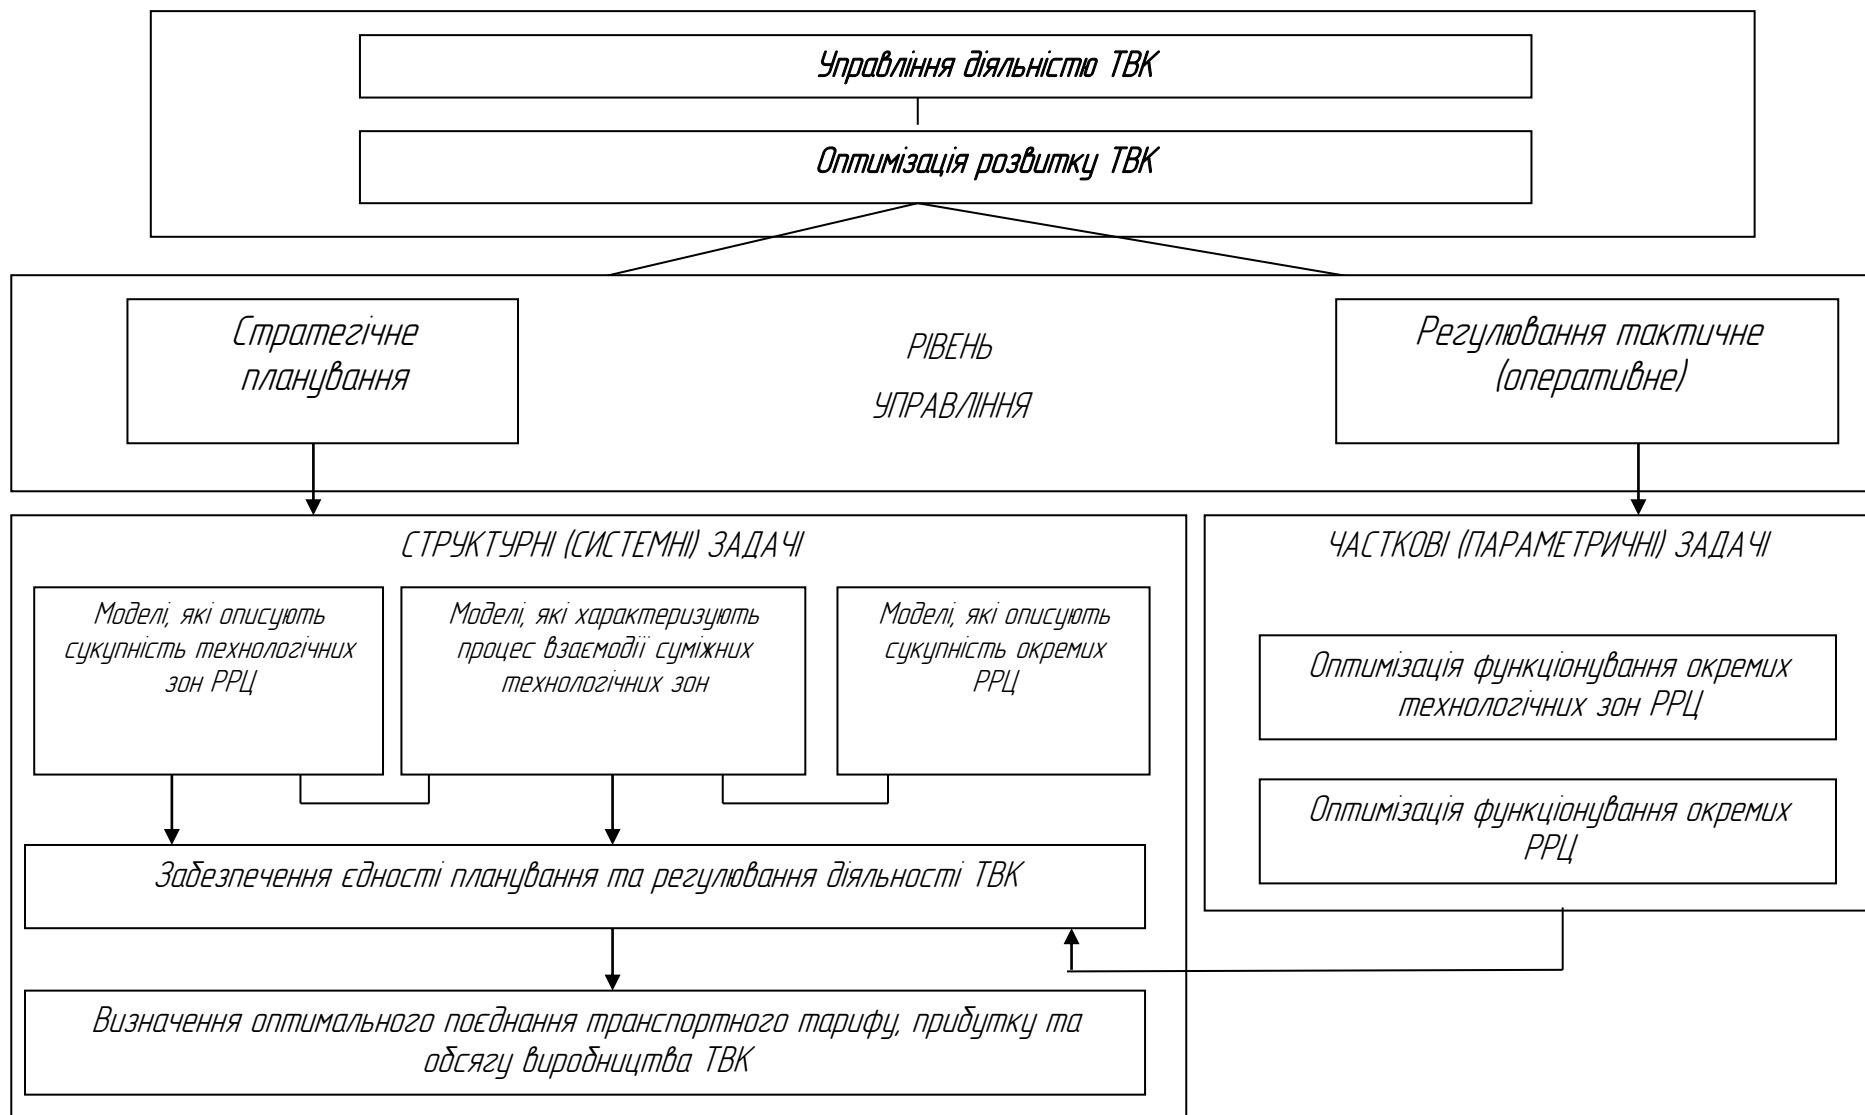 Управління діяльністю ТВК
Оптимізація розвитку ТВК
Стратегічне
планування
РІВЕНЬ
УПРАВЛІННЯ
Регулювання тактичне
(оперативне)
СТРУКТУРНІ (СИСТЕМНІ) ЗАДАЧІ
Моделі, які описують
сукупність технологічних
зон РРЦ
Моделі, які характеризують
процес взаємодії суміжних
технологічних зон
Моделі, які описують
сукупність окремих
РРЦ
Забезпечення єдності планування та регулювання діяльності ТВК
Визначення оптимального поєднання транспортного тарифу, прибутку та
обсягу виробництва ТВК
ЧАСТКОВІ (ПАРАМЕТРИЧНІ) ЗАДАЧІ
Оптимізація функціонування окремих
технологічних зон РРЦ
Оптимізація функціонування окремих
РРЦ